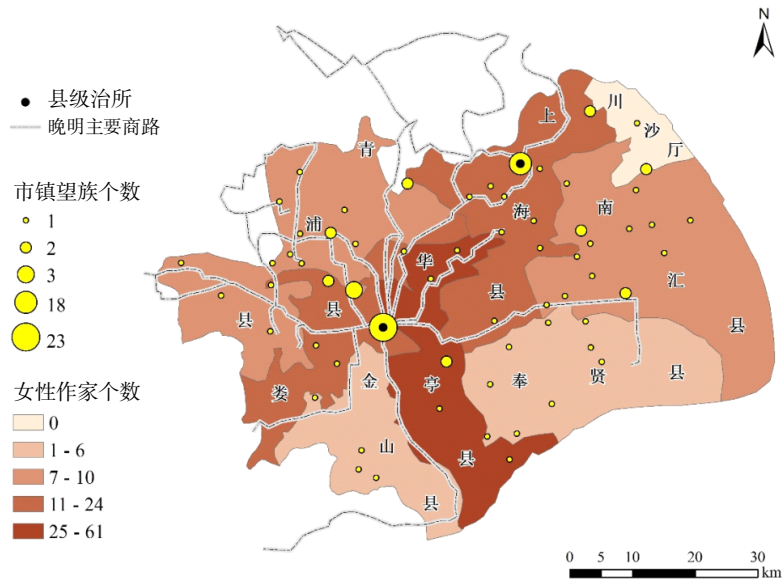 N
县级治所
晚明主要商路
市镇望族个数
1
2
3
18
23
女性作家个数
0
1 - 6
7 - 10
11 - 24
25 - 61
川
沙
厅
上
海
县
青
浦
县
南
汇
县
华
亭
县
娄
县
金
山
县
奉
贤
县
0 5 10 20 30
km